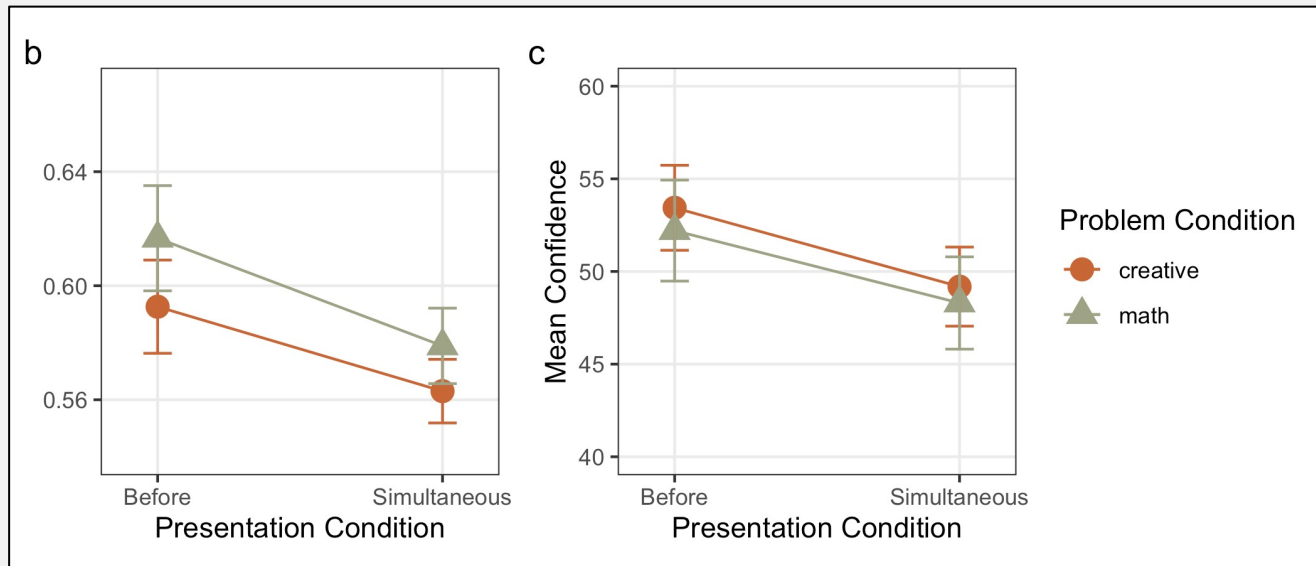 b
0.64
0.60
0.56
Before Simultaneous
Presentation Condition
c
Mean Confidence
60
55
50
45
40
Before Simultaneous
Presentation Condition
Problem Condition
creative
math